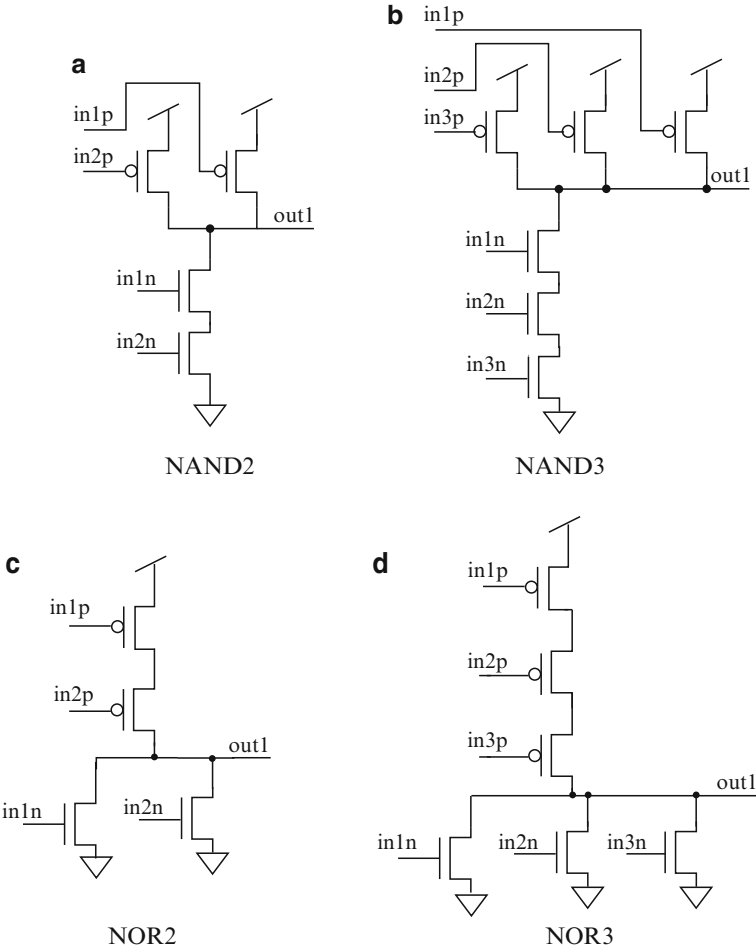 a
in1p
in2p
out1
in1n
in2n
NAND2
b
in1p
in2p
in3p
out1
in1n
in2n
in3n
NAND3
c
in1p
in2p
out1
in1n
in2n
NOR2
d
in1p
in2p
in3p
out1
in1n
in2n
in3n
NOR3